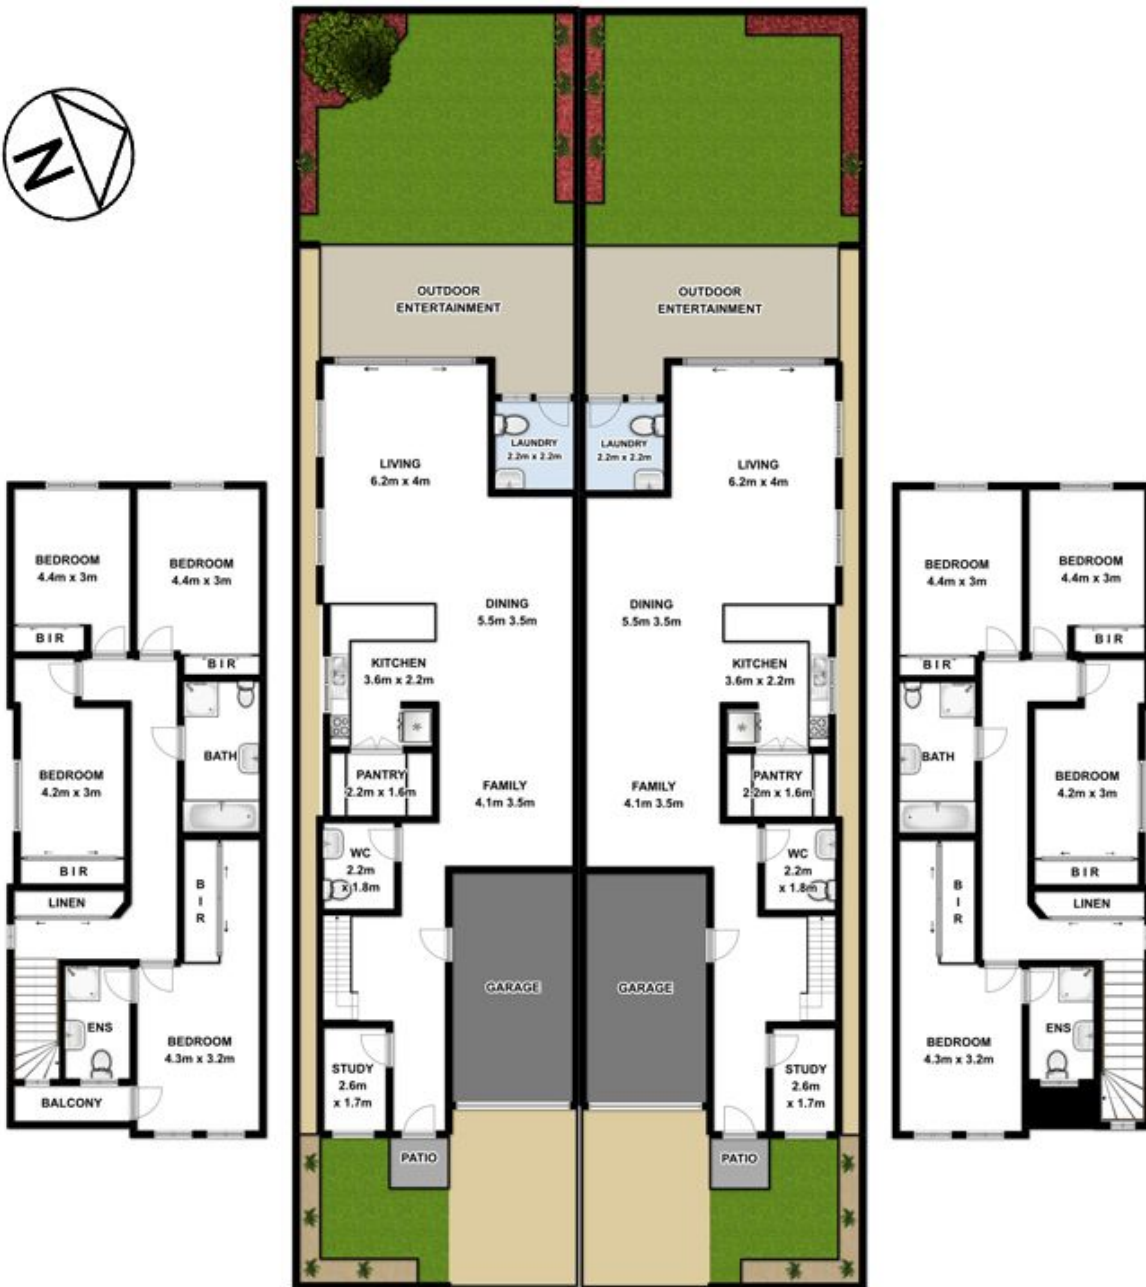 N
OUTDOOR
ENTERTAINMENT
OUTDOOR
ENTERTAINMENT
LAUNDRY
2.2m x 2.2m
LAUNDRY
2.2m x 2.2m
LIVING
6.2m x 4m
LIVING
6.2m x 4m
BEDROOM
4.4m x 3m
BEDROOM
4.4m x 3m
BEDROOM
4.4m x 3m
BEDROOM
4.4m x 3m
DINING
5.5m 3.5m
DINING
5.5m 3.5m
BIR
BIR
BIR
BIR
KITCHEN
3.6m x 2.2m
KITCHEN
3.6m x 2.2m
BATH
BATH
BEDROOM
4.2m x 3m
PANTRY
2.2m x 1.6m
FAMILY
4.1m 3.5m
FAMILY
4.1m 3.5m
PANTRY
2.2m x 1.6m
BEDROOM
4.2m x 3m
WC
2.2m
x 1.8m
WC
2.2m
x 1.8m
BIR
BIR
BIR
BIR
LINEN
LINEN
GARAGE
GARAGE
ENS
ENS
BEDROOM
4.3m x 3.2m
BEDROOM
4.3m x 3.2m
STUDY
2.6m
x 1.7m
STUDY
2.6m
x 1.7m
BALCONY
PATIO
PATIO